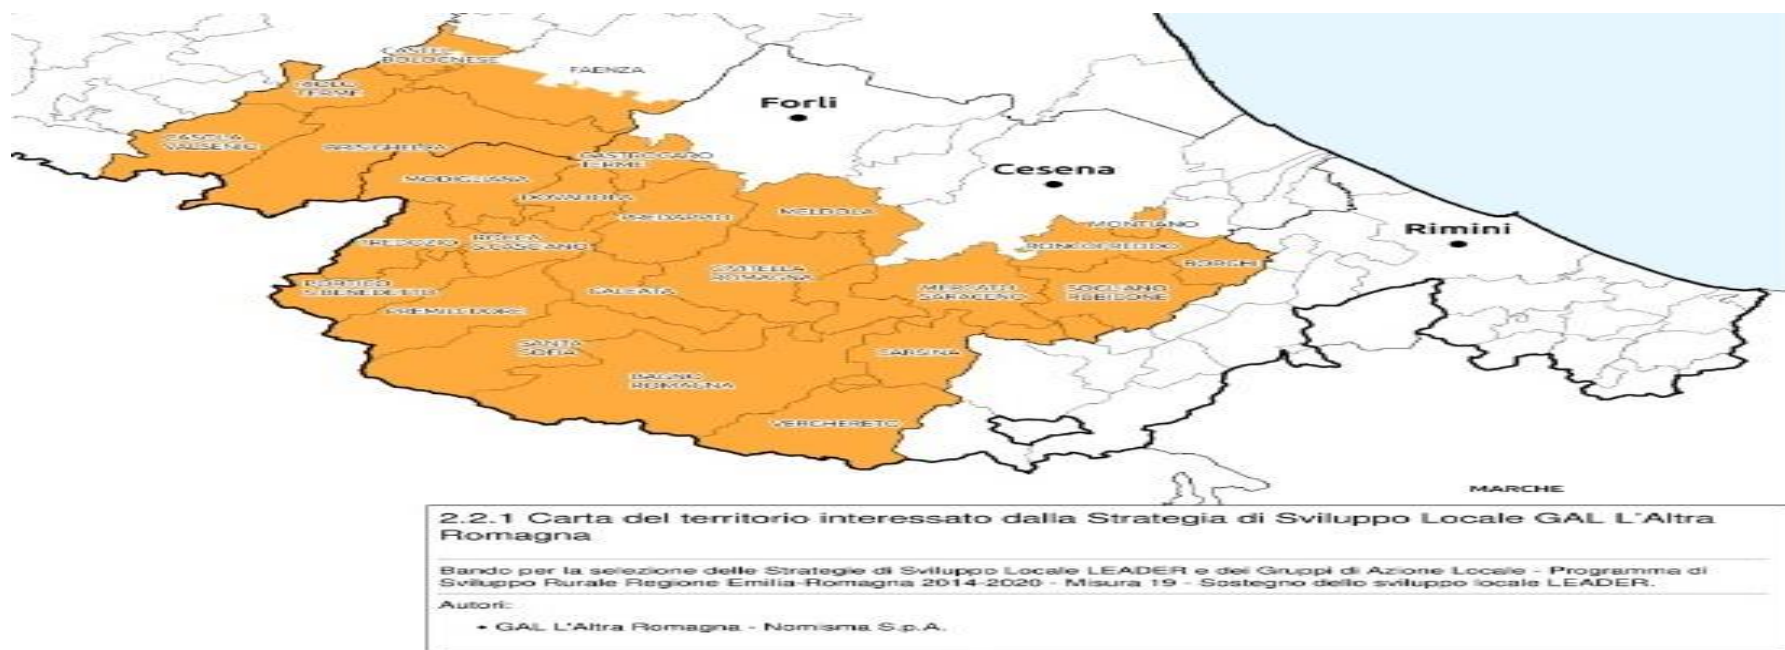 CASTEL
BOLOGNESE
FAENZA
RIOLO
TERME
Forlì
CASOLA
VALSENIO
BRISIGHELLA
CASTROCARO
TERME
Cesena
MODIGLIANA
DOVADOLA
PREDAPPIO
MELDOLA
MONTIANO
Rimini
TREDOZIO
ROCCA
S.CASCIANO
RONCOFREDDO
BORGHI
CIVITELLA
ROMAGNA
PORTICO
S.BENEDETTO
GALEATA
MERCATO
SARACENO
SOGLIANO
RUBICONE
PREMILCUORE
SANTA
SOFIA
SARSINA
BAGNO
ROMAGNA
VERGHERETO
MARCHE
2.2.1 Carta del territorio interessato dalla Strategia di Sviluppo Locale GAL L'Altra
Romagna
Bando per la selezione delle Strategie di Sviluppo Locale LEADER e dei Gruppi di Azione Locale - Programma di
Sviluppo Rurale Regione Emilia-Romagna 2014-2020 - Misura 19 - Sostegno dello sviluppo locale LEADER.
Autori:
• GAL L'Altra Romagna - Nomisma S.p.A.